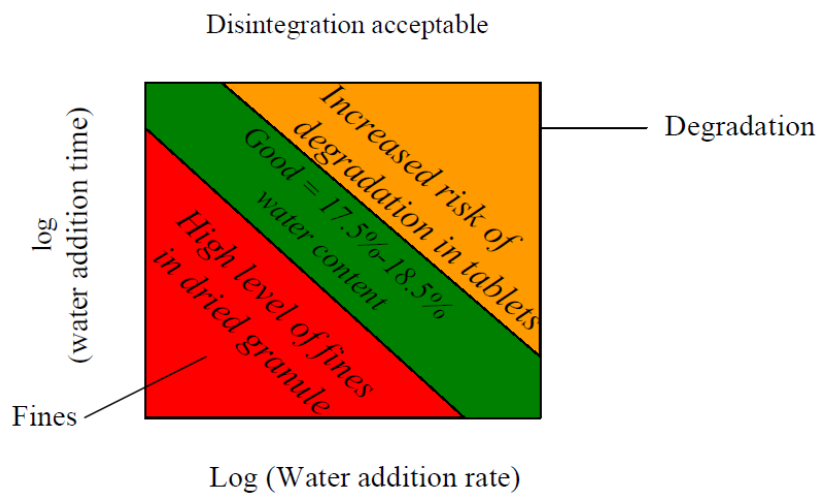 Disintegration acceptable
Increased risk of
degradation in tablets
Degradation
Good = 17.5%-18.5%
water content
log
(water addition time)
High level of fines
in dried granule
Fines
Log (Water addition rate)